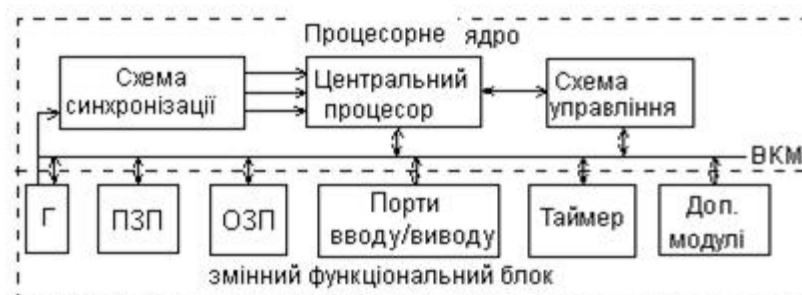 Процесорне ядро
Схема
синхронізації
Центральний
процесор
Схема
управління
ВКМ
Г
ПЗП
ОЗП
Порти
вводу/виводу
Таймер
Доп.
модулі
змінний функціональний блок